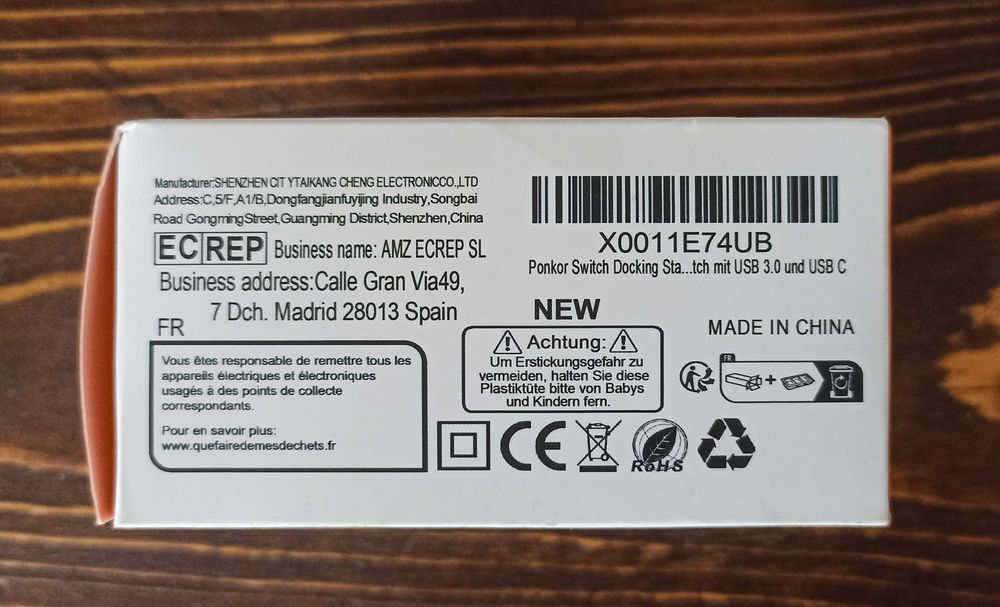 Manufacturer:SHENZHEN CIT YTAIKANG CHENG ELECTRONICCO.,LTD
Address:C,5/F,A1/B,Dongfangjianfuyijing Industry,Songbai
Road GongmingStreet,Guangming District,Shenzhen,China
EC REP Business name: AMZ ECREP SL
Business address:Calle Gran Via49,
7 Dch. Madrid 28013 Spain
FR
Vous êtes responsable de remettre tous les
appareils électriques et électroniques
usagés à des points de collecte
correspondants.
Pour en savoir plus:
www.quefairedemesdechets.fr
X0011E74UB
Ponkor Switch Docking Sta...tch mit USB 3.0 und USB C
NEW
MADE IN CHINA
Achtung:
Um Erstickungsgefahr zu
vermeiden, halten Sie diese
Plastiktüte bitte von Babys
und Kindern fern.
FR
+
CE
RoHS